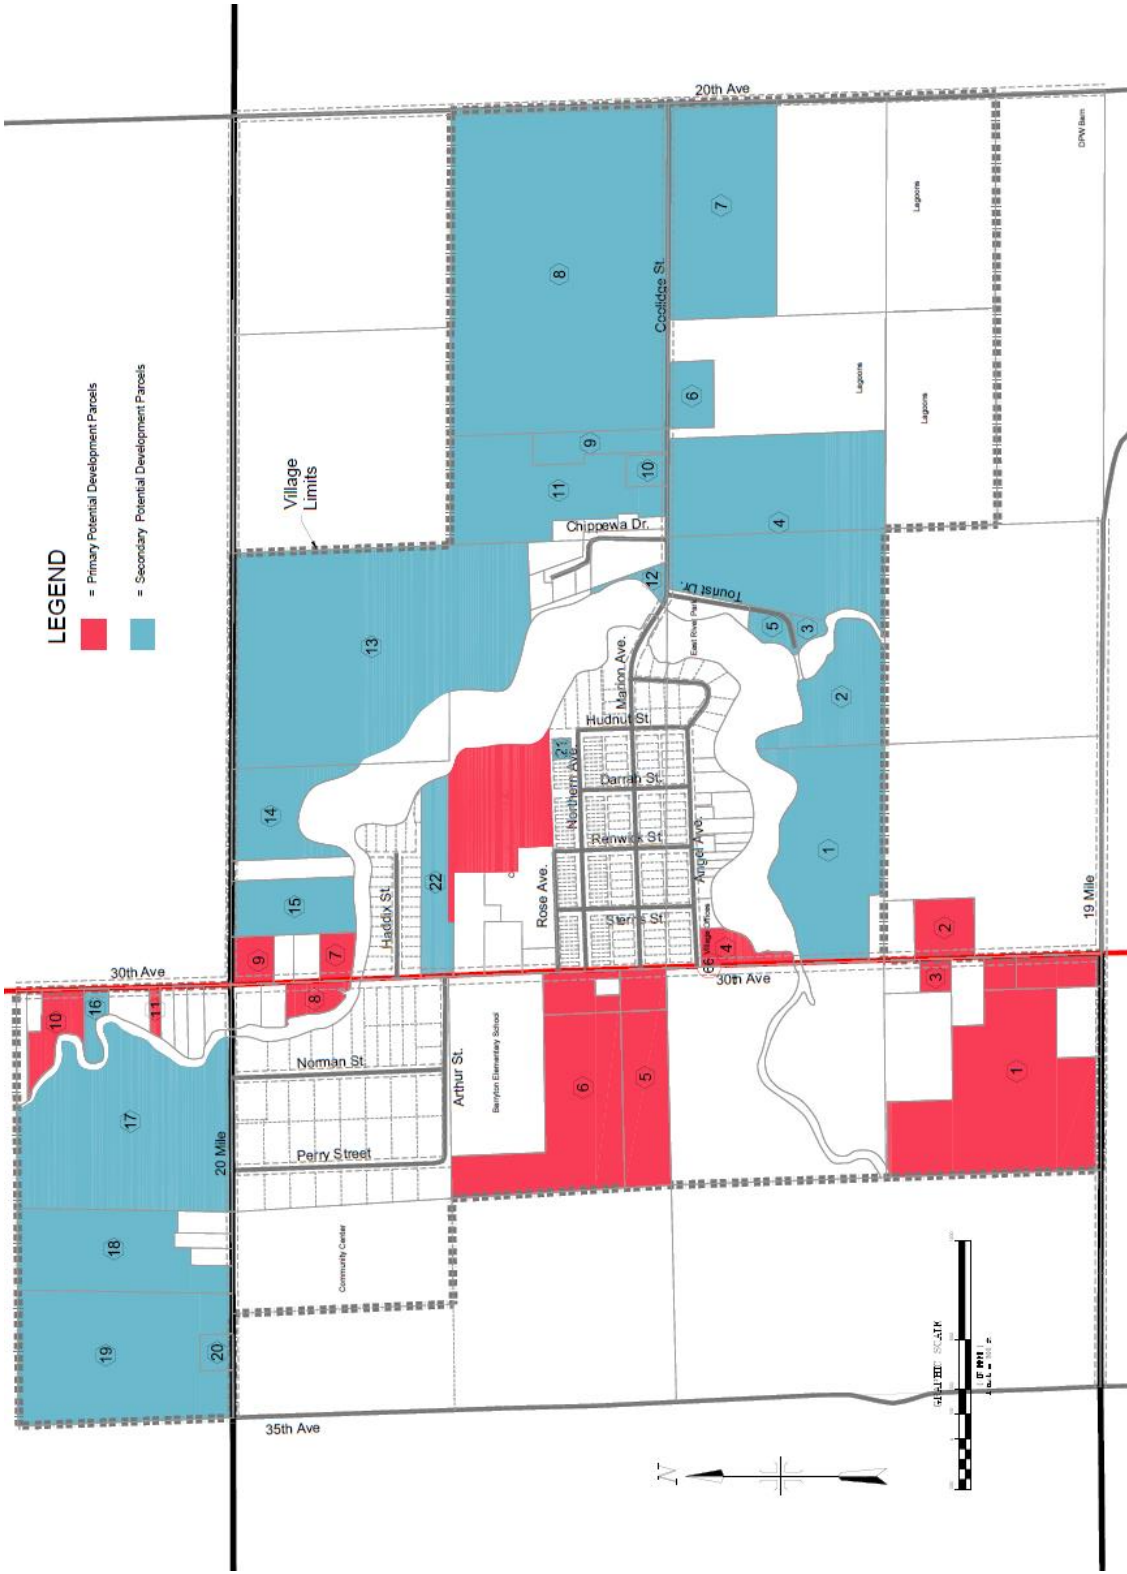 LEGEND
= Primary Potential Development Parcels
= Secondary Potential Development Parcels
Village
Limits
20th Ave
DPW Barn
Lagoons
7
8
Coolidge St.
6
Lagoons
Lagoons
9
10
11
4
Chippewa Dr.
12
Tourist Dr.
East River Park
5
3
13
2
Marion Ave.
Hudnut St.
21
Northern Ave.
Darrah St.
14
Renwick St.
Angel Ave.
1
22
15
Haddix St.
Rose Ave.
Sterns St.
Village Offices
2
4
19 Mile
9
7
66
30th Ave
30th Ave
3
10
16
11
8
Norman St.
Arthur St.
Barryton Elementary School
6
5
1
17
20 Mile
Perry Street
18
Community Center
19
20
35th Ave
GRAPHIC SCALE
N